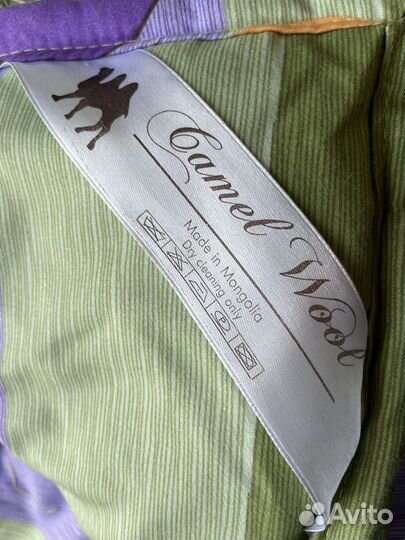 Camel Wool
Made in Mongolia
Dry cleaning only
P
Avito